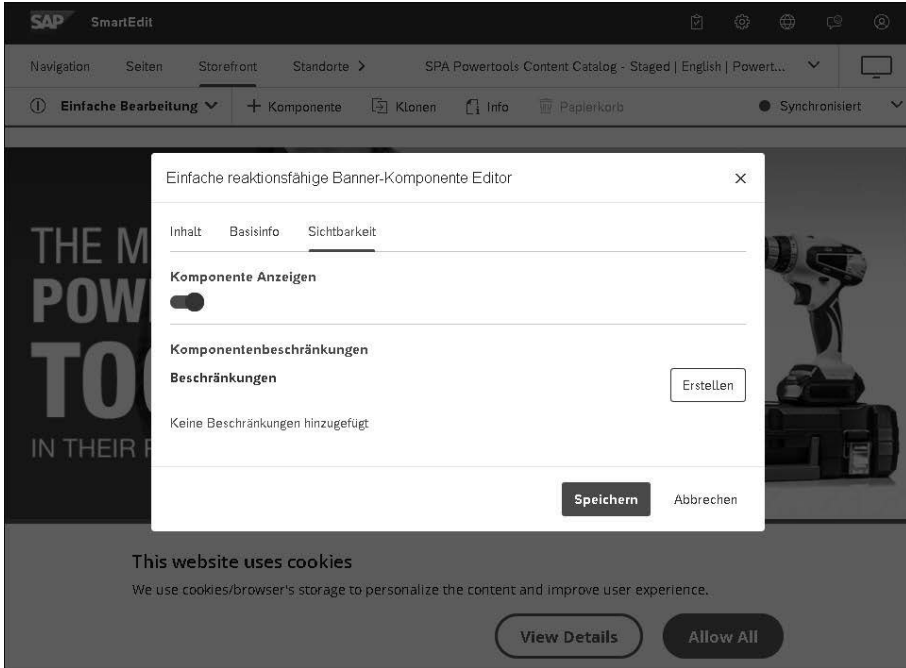 SAP SmartEdit
Navigation Seiten Storefront Standorte > SPA Powertools Content Catalog - Staged | English | Powert...
Einfache Bearbeitung + Komponente Klonen Info Papierkorb Synchronisiert
Einfache reaktionsfähige Banner-Komponente Editor
Inhalt Basisinfo Sichtbarkeit
THE M
Komponente Anzeigen
POW
Komponentenbeschränkungen
TOO
Beschränkungen Erstellen
Keine Beschränkungen hinzugefügt
IN THEIR
Speichern Abbrechen
This website uses cookies
We use cookies/browser's storage to personalize the content and improve user experience.
View Details Allow All